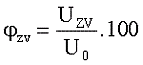 φzv = UZV / U0 .100